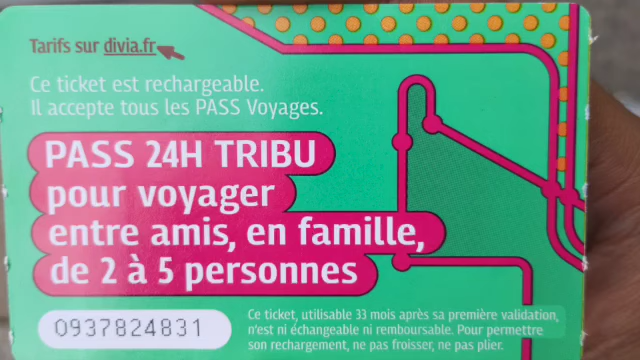 Tarifs sur divia.fr
Ce ticket est rechargeable.
Il accepte tous les PASS Voyages.
PASS 24H TRIBU
pour voyager
entre amis, en famille,
de 2 à 5 personnes
0937824831
Ce ticket, utilisable 33 mois après sa première validation,
n'est ni échangeable ni remboursable. Pour permettre
son rechargement, ne pas froisser, ne pas plier.